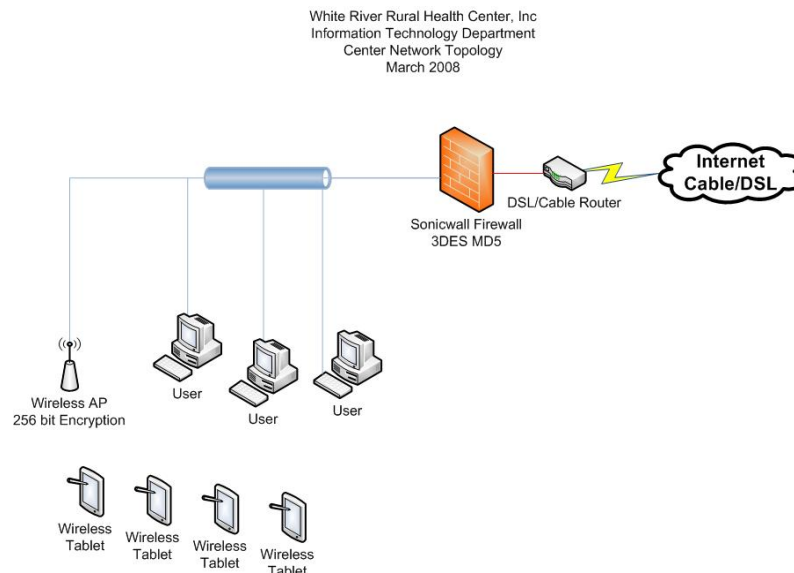 White River Rural Health Center, Inc
Information Technology Department
Center Network Topology
March 2008
Internet
Cable/DSL
DSL/Cable Router
Sonicwall Firewall
3DES MD5
Wireless AP
256 bit Encryption
User
User
User
Wireless
Tablet
Wireless
Tablet
Wireless
Tablet
Wireless
Tablet